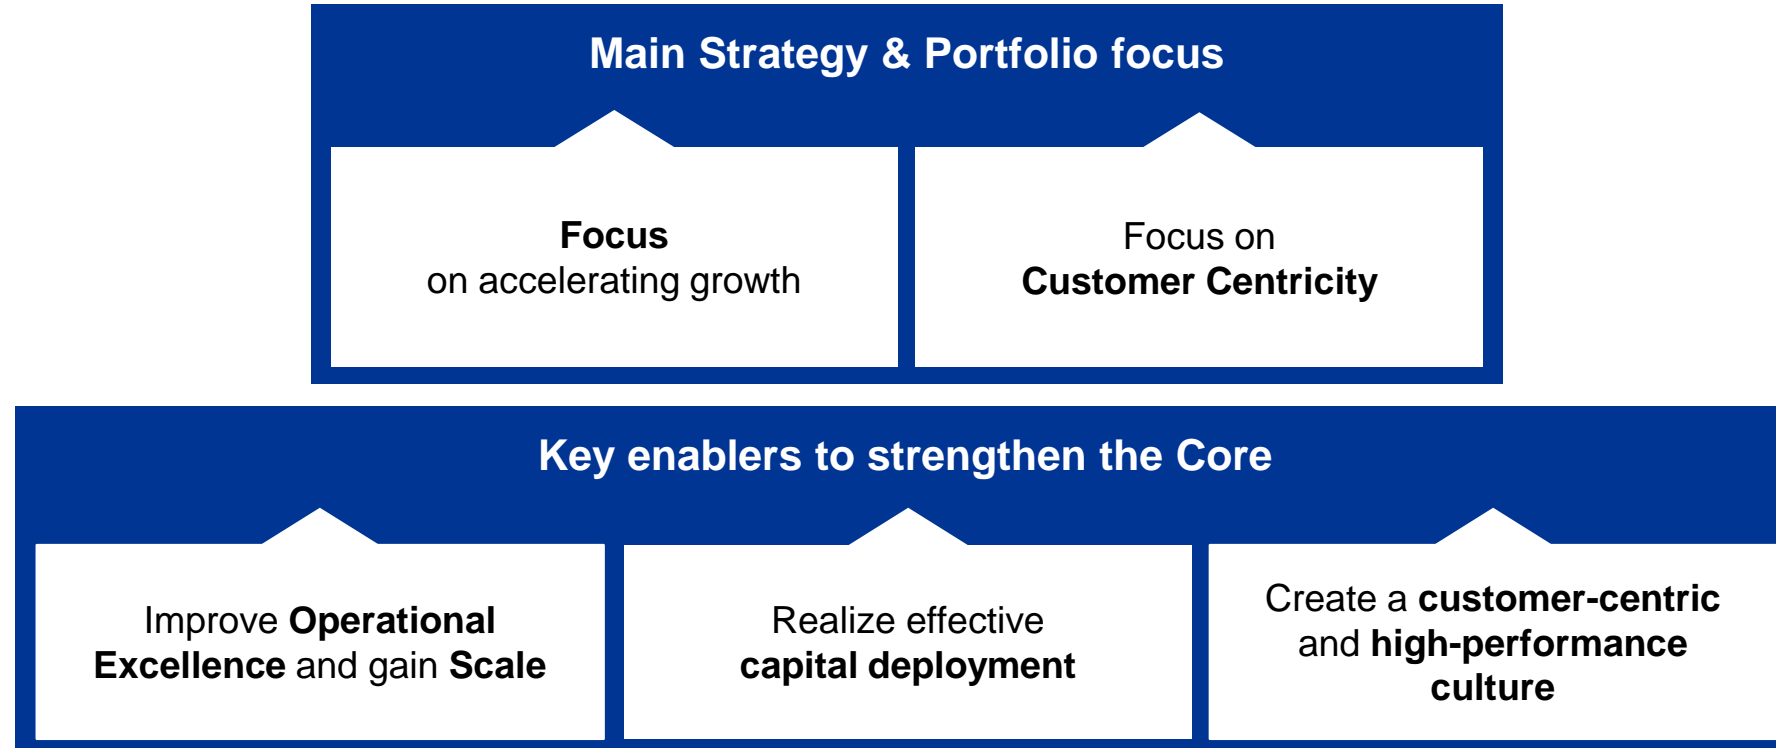 Main Strategy & Portfolio focus
Focus
on accelerating growth
Focus on
Customer Centricity
Key enablers to strengthen the Core
Improve Operational
Excellence and gain Scale
Realize effective
capital deployment
Create a customer-centric
and high-performance
culture